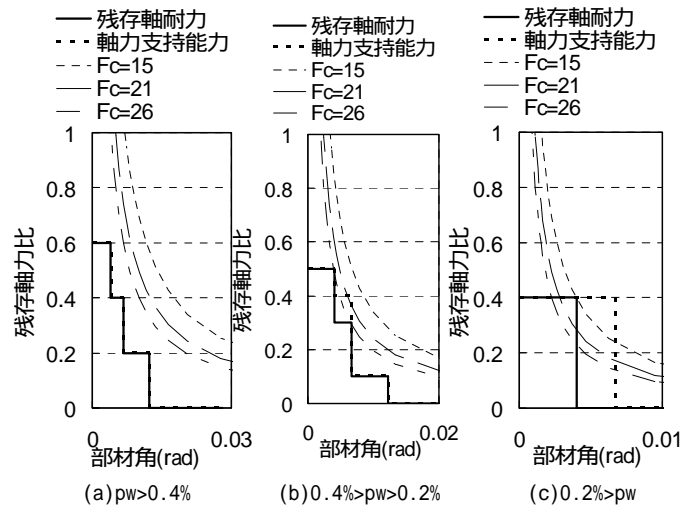 残存軸耐力
軸力支持能力
Fc=15
Fc=21
Fc=26
残存軸力比
1
0.8
0.6
0.4
0.2
0
0
0.03
部材角(rad)
(a)pw>0.4%
残存軸耐力
軸力支持能力
Fc=15
Fc=21
Fc=26
残存軸力比
1
0.8
0.6
0.4
0.2
0
0
0.02
部材角(rad)
(b)0.4%>pw>0.2%
残存軸耐力
軸力支持能力
Fc=15
Fc=21
Fc=26
残存軸力比
1
0.8
0.6
0.4
0.2
0
0
0.01
部材角(rad)
(c)0.2%>pw